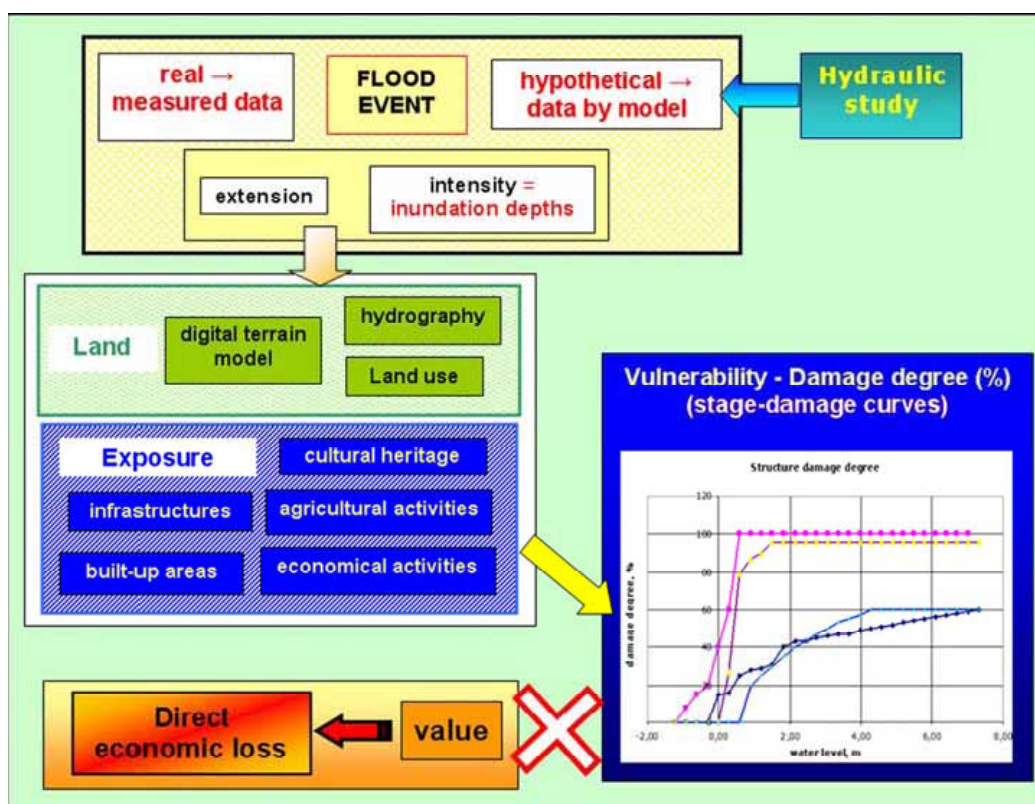 real →
measured data
FLOOD
EVENT
hypothetical →
data by model
Hydraulic
study
extension
intensity =
inundation depths
Land
digital terrain
model
hydrography
Land use
Exposure
cultural heritage
infrastructures
agricultural activities
built-up areas
economical activities
Vulnerability - Damage degree (%)
(stage-damage curves)
Structure damage degree
damage degree, %
120
100
80
60
40
20
-2,00
0,00
2,00
4,00
6,00
8,00
water level, m
Direct
economic loss
value